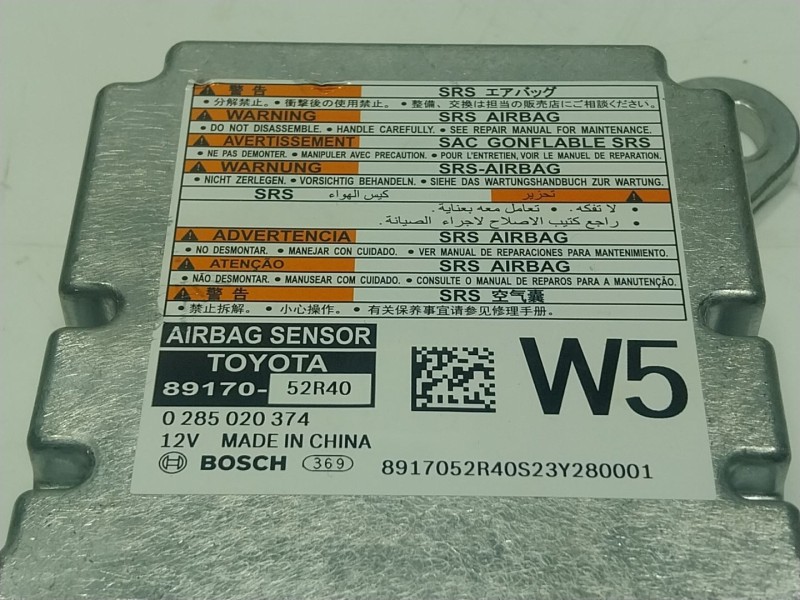 警告 SRS エアバッグ
• 分解禁止。 • 衝撃後の使用禁止。 • 整備、交換は担当の販売店にご相談ください。
WARNING SRS AIRBAG
• DO NOT DISASSEMBLE. • HANDLE CAREFULLY. • SEE REPAIR MANUAL FOR MAINTENANCE.
AVERTISSEMENT SAC GONFLABLE SRS
• NE PAS DEMONTER. • MANIPULER AVEC PRECAUTION. • POUR L'ENTRETIEN, VOIR LE MANUEL DE REPARATION.
WARNUNG SRS-AIRBAG
• NICHT ZERLEGEN. • VORSICHTIG BEHANDELN. • SIEHE DAS WARTUNGSHANDBUCH ZUR WARTUNG.
تحزير كيس الهواء SRS
• لا تفكه. • تعامل معه بعناية.
• راجع كتيب الاصلاح لاجراء الصيانة.
ADVERTENCIA SRS AIRBAG
• NO DESMONTAR. • MANEJAR CON CUIDADO. • VER MANUAL DE REPARACIONES PARA MANTENIMIENTO.
ATENÇÃO SRS AIRBAG
• NÃO DESMONTAR. • MANUSEAR COM CUIDADO. • CONSULTE O MANUAL DE REPAROS PARA A MANUTENÇÃO.
警告 SRS 空气囊
• 禁止拆解。 • 小心操作。 • 有关保养事宜请参见修理手册.
AIRBAG SENSOR
TOYOTA
89170-52R40
W5
0 285 020 374
12V MADE IN CHINA
BOSCH 369
8917052R40S23Y280001